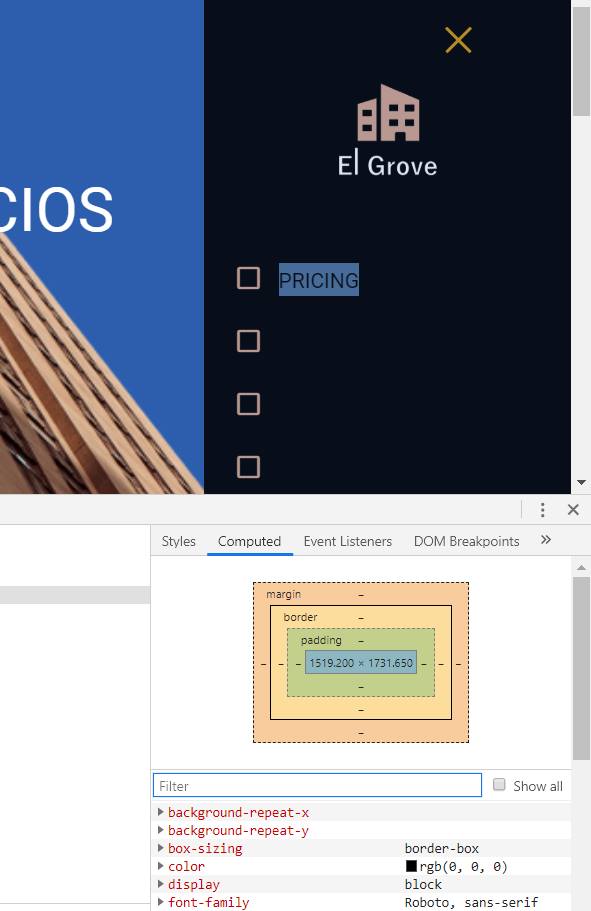 CIOS
El Grove
PRICING
Styles Computed Event Listeners DOM Breakpoints »
margin –
border –
padding –
– – – 1519.200 × 1731.650 – – –
–
–
–
Filter Show all
background-repeat-x
background-repeat-y
box-sizing border-box
color rgb(0, 0, 0)
display block
font-family Roboto, sans-serif